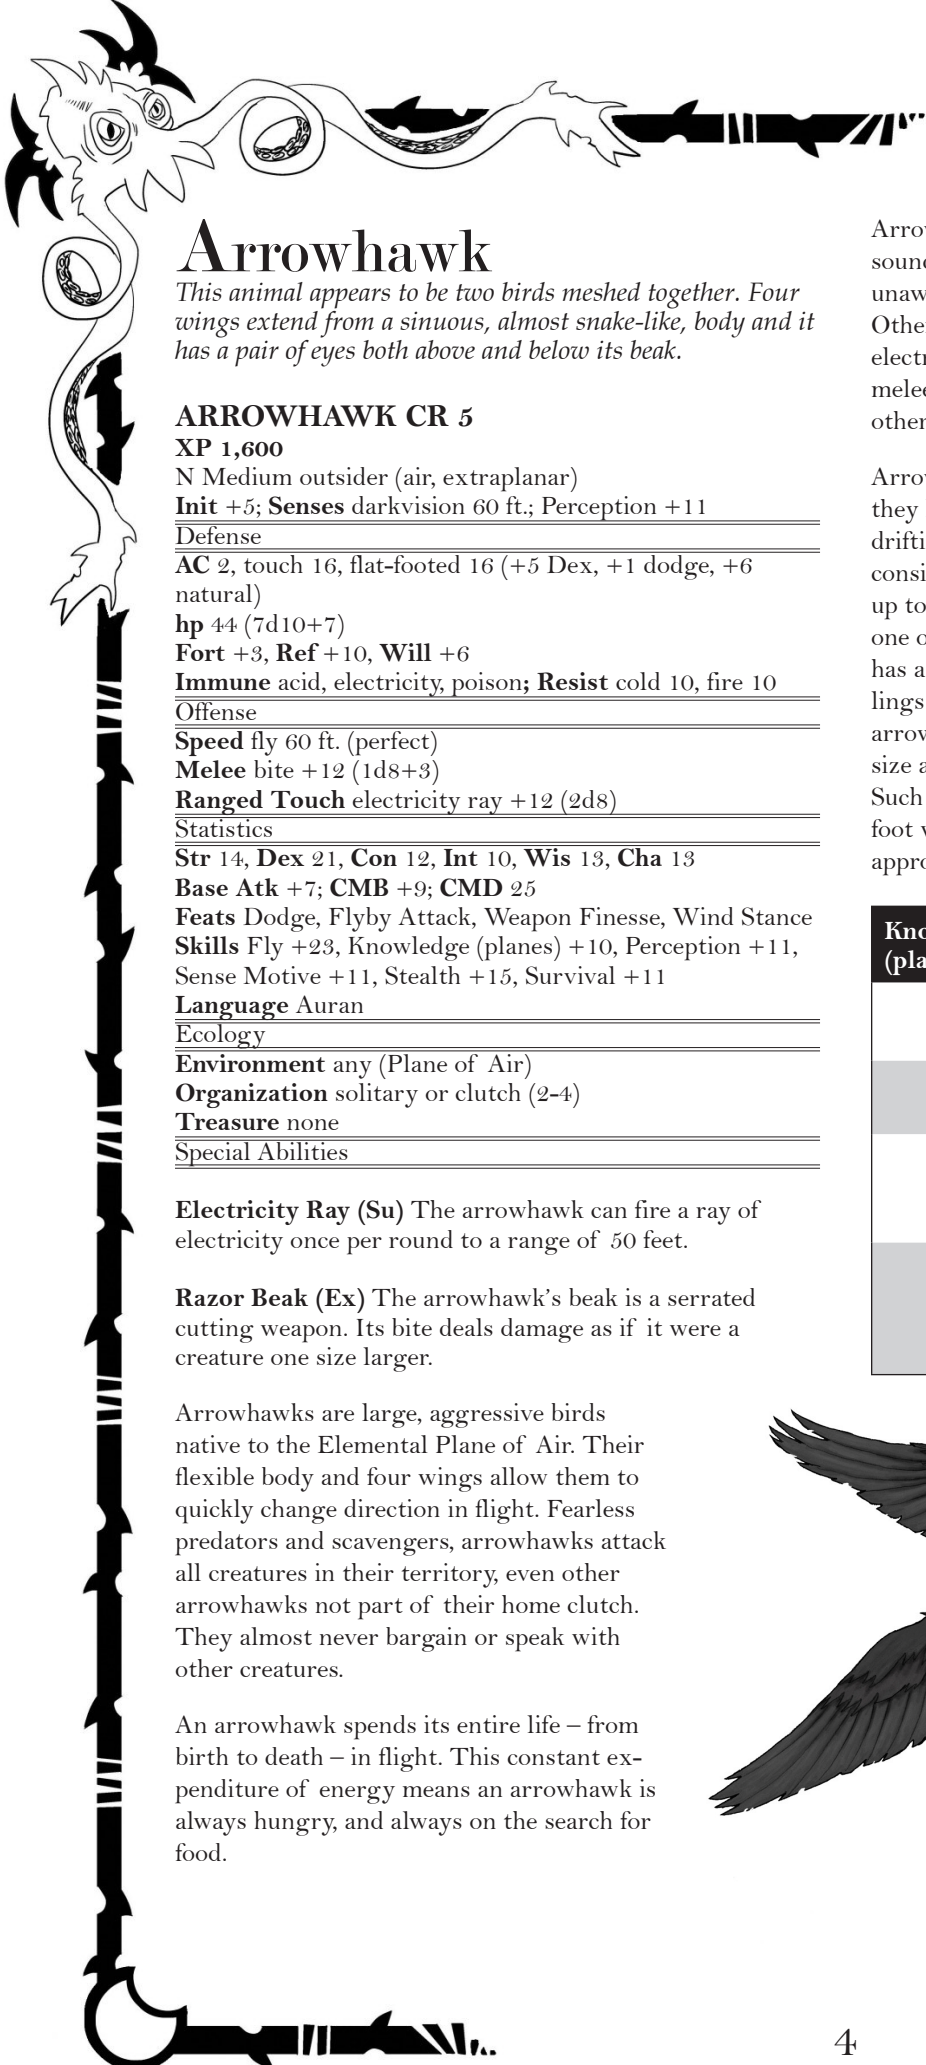 Arrowhawk
This animal appears to be two birds meshed together. Four
wings extend from a sinuous, almost snake-like, body and it
has a pair of eyes both above and below its beak.
ARROWHAWK CR 5
XP 1,600
N Medium outsider (air, extraplanar)
Init +5; Senses darkvision 60 ft.; Perception +11
Defense
AC 2, touch 16, flat-footed 16 (+5 Dex, +1 dodge, +6
natural)
hp 44 (7d10+7)
Fort +3, Ref +10, Will +6
Immune acid, electricity, poison; Resist cold 10, fire 10
Offense
Speed fly 60 ft. (perfect)
Melee bite +12 (1d8+3)
Ranged Touch electricity ray +12 (2d8)
Statistics
Str 14, Dex 21, Con 12, Int 10, Wis 13, Cha 13
Base Atk +7; CMB +9; CMD 25
Feats Dodge, Flyby Attack, Weapon Finesse, Wind Stance
Skills Fly +23, Knowledge (planes) +10, Perception +11,
Sense Motive +11, Stealth +15, Survival +11
Language Auran
Ecology
Environment any (Plane of Air)
Organization solitary or clutch (2-4)
Treasure none
Special Abilities
Electricity Ray (Su) The arrowhawk can fire a ray of
electricity once per round to a range of 50 feet.
Razor Beak (Ex) The arrowhawk's beak is a serrated
cutting weapon. Its bite deals damage as if it were a
creature one size larger.
Arrowhawks are large, aggressive birds
native to the Elemental Plane of Air. Their
flexible body and four wings allow them to
quickly change direction in flight. Fearless
predators and scavengers, arrowhawks attack
all creatures in their territory, even other
arrowhawks not part of their home clutch.
They almost never bargain or speak with
other creatures.
An arrowhawk spends its entire life – from
birth to death – in flight. This constant ex-
penditure of energy means an arrowhawk is
always hungry, and always on the search for
food.
up to
one
has a
lings
size a
Such
foot
they
4